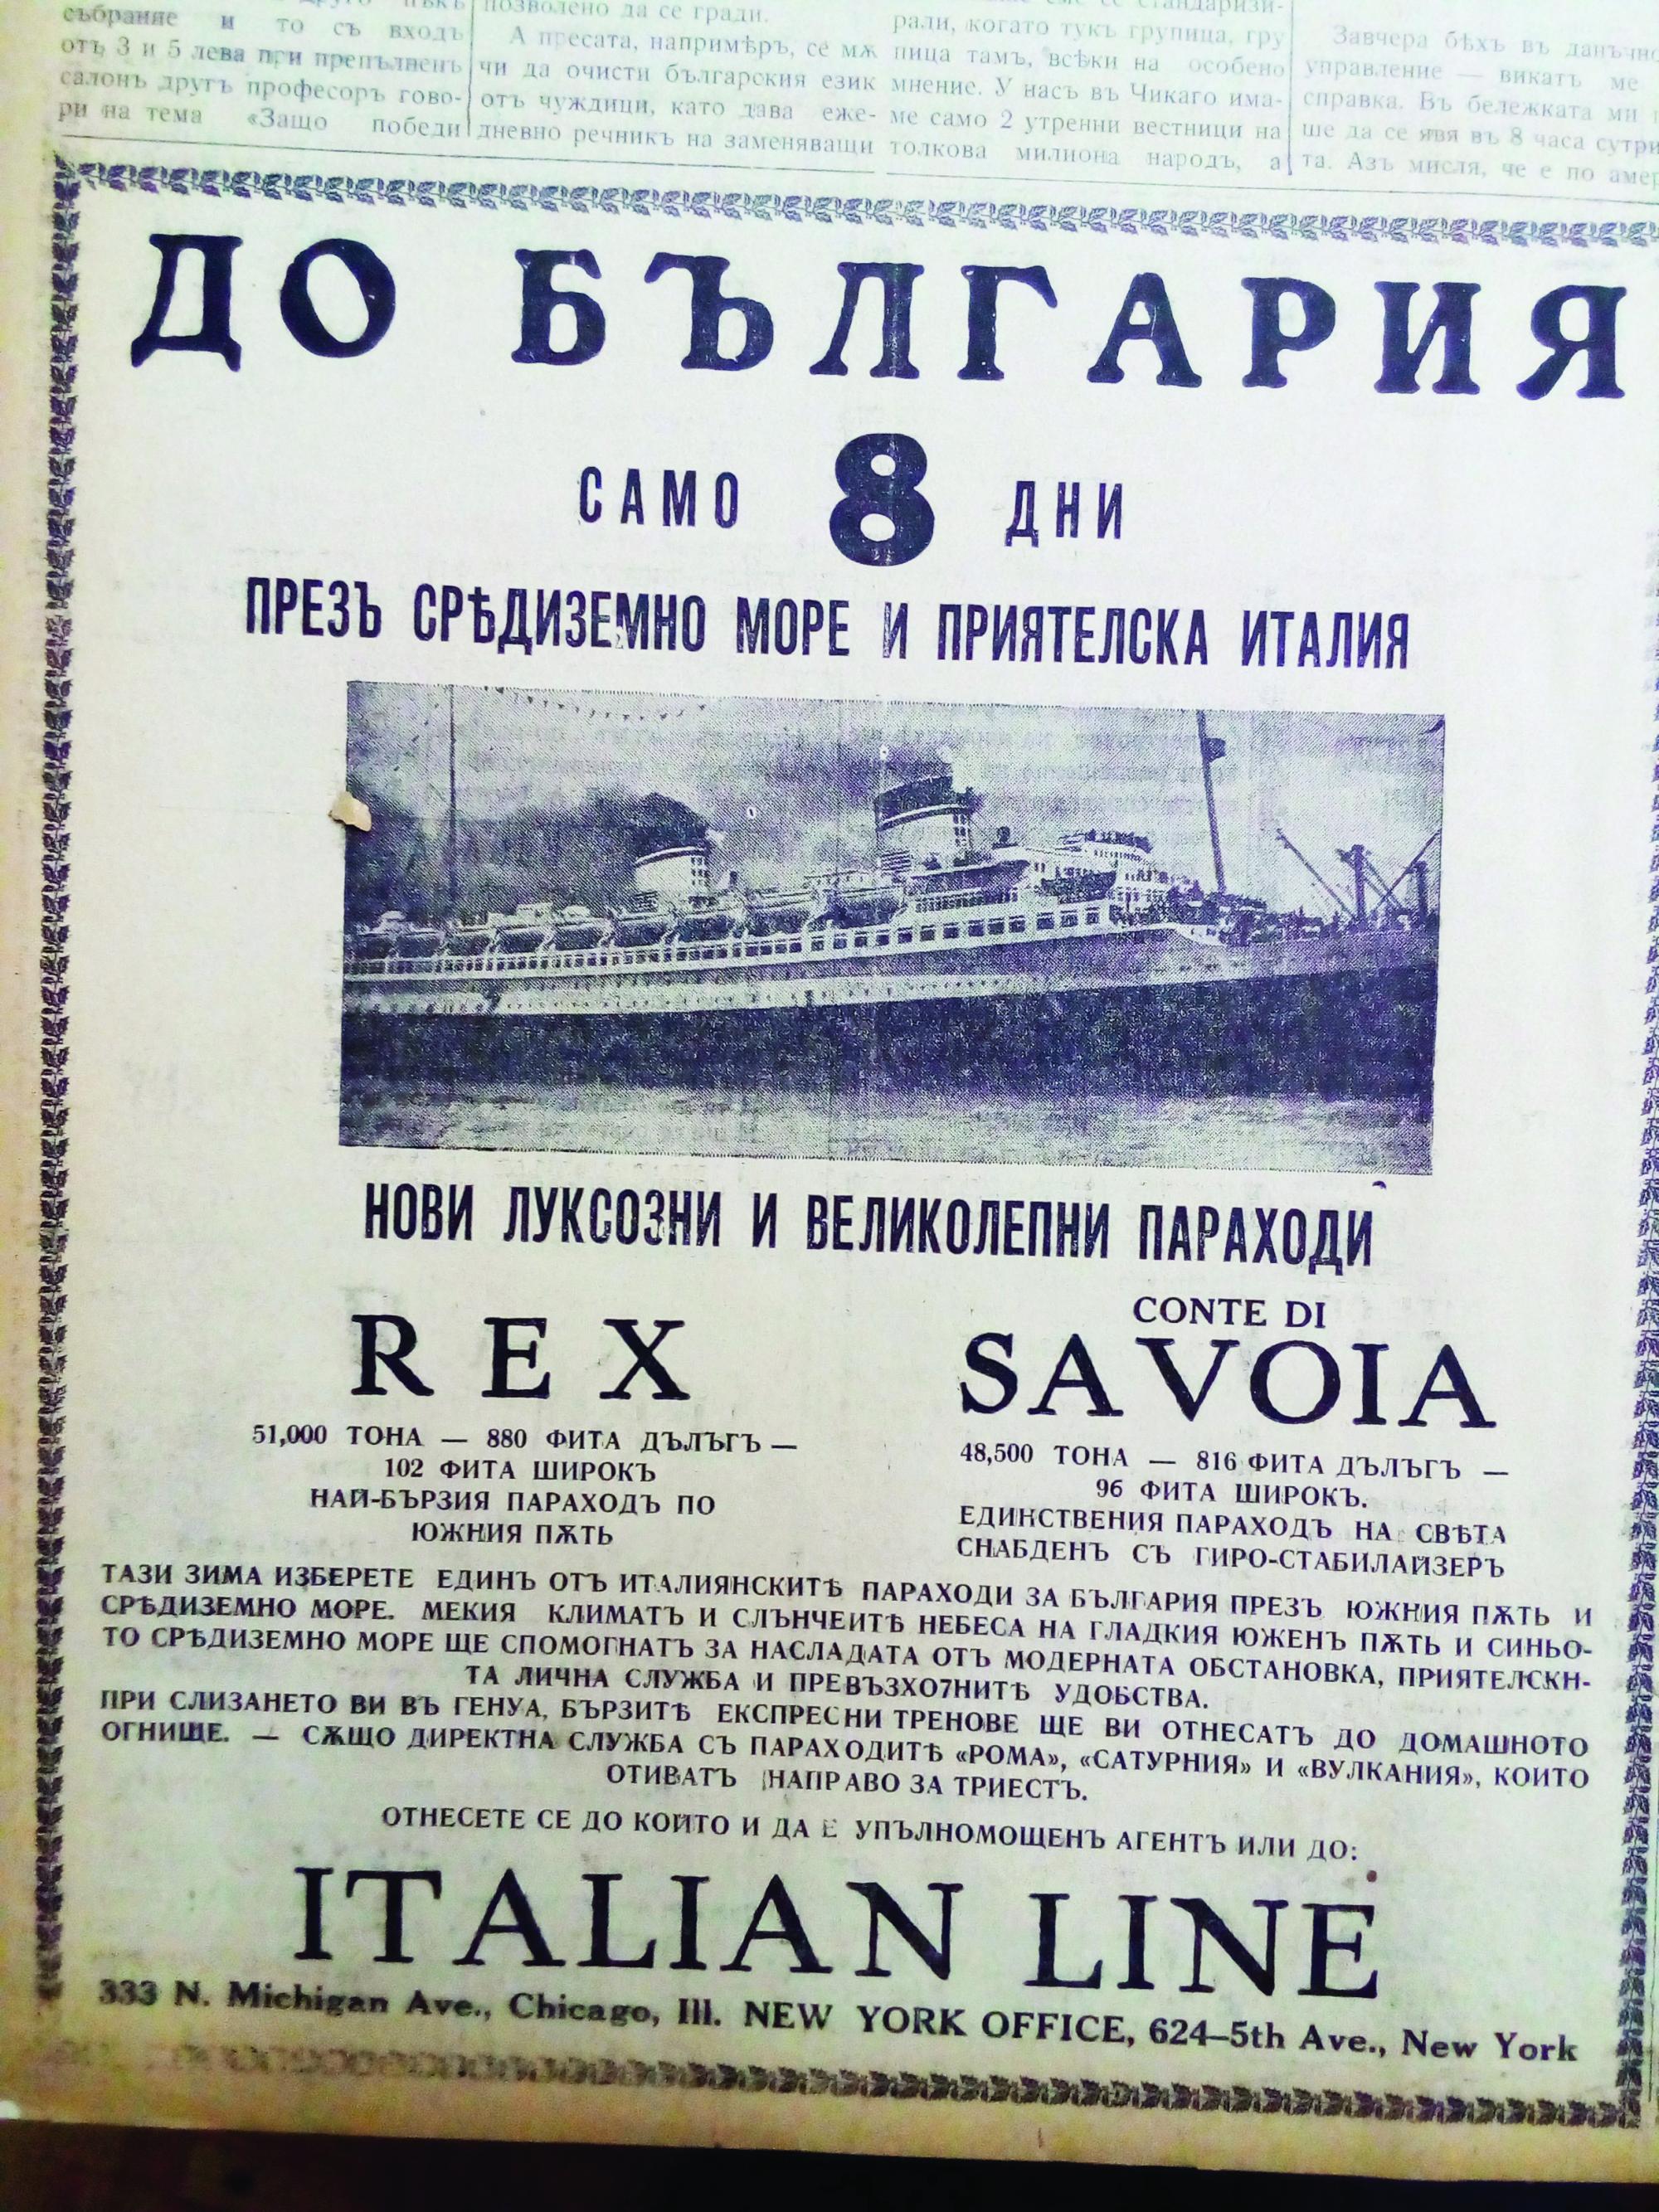 събрание и то съ входъ
отъ 3 и 5 лева при препълненъ
салонъ другъ професоръ гово-
ри на тема «Защо победи
позволено да се гради.
А пресата, напримѣръ, се мѫ
чи да очисти българския език
отъ чуждици, като дава еже-
дневно речникъ на заменяващи
рали, когато тукъ групица, гру
пица тамъ, всѣки на особено
мнение. У насъ въ Чикаго има-
ме само 2 утренни вестници на
толкова милиона народъ, а
Завчера бѣхъ въ данъчно
управление — викатъ ме
справка. Въ бележката ми
ше да се явя въ 8 часа сутри
та. Азъ мисля, че е по амер
ДО БЪЛГАРИЯ
САМО 8 ДНИ
ПРЕЗЪ СРѢДИЗЕМНО МОРЕ И ПРИЯТЕЛСКА ИТАЛИЯ
НОВИ ЛУКСОЗНИ И ВЕЛИКОЛЕПНИ ПАРАХОДИ
REX
51,000 ТОНА — 880 ФИТА ДЪЛЪГЪ —
102 ФИТА ШИРОКЪ
НАЙ-БЪРЗИЯ ПАРАХОДЪ ПО
ЮЖНИЯ ПѪТЬ
CONTE DI
SAVOIA
48,500 ТОНА — 816 ФИТА ДЪЛЪГЪ —
96 ФИТА ШИРОКЪ.
ЕДИНСТВЕНИЯ ПАРАХОДЪ НА СВѢТА
СНАБДЕНЪ СЪ ГИРО-СТАБИЛАЙЗЕРЪ
ТАЗИ ЗИМА ИЗБЕРЕТЕ ЕДИНЪ ОТЪ ИТАЛИЯНСКИТѢ ПАРАХОДИ ЗА БЪЛГАРИЯ ПРЕЗЪ ЮЖНИЯ ПѪТЬ И
СРѢДИЗЕМНО МОРЕ. МЕКИЯ КЛИМАТЪ И СЛЪНЧЕИТѢ НЕБЕСА НА ГЛАДКИЯ ЮЖЕНЪ ПѪТЬ И СИНЬО-
ТО СРѢДИЗЕМНО МОРЕ ЩЕ СПОМОГНАТЪ ЗА НАСЛАДАТА ОТЪ МОДЕРНАТА ОБСТАНОВКА, ПРИЯТЕЛСКН-
ТА ЛИЧНА СЛУЖБА И ПРЕВЪЗХО7НИТѢ УДОБСТВА.
ПРИ СЛИЗАНЕТО ВИ ВЪ ГЕНУА, БЪРЗИТѢ ЕКСПРЕСНИ ТРЕНОВЕ ЩЕ ВИ ОТНЕСАТЪ ДО ДОМАШНОТО
ОГНИЩЕ. — СѪЩО ДИРЕКТНА СЛУЖБА СЪ ПАРАХОДИТѢ «РОМА», «САТУРНИЯ» И «ВУЛКАНИЯ», КОИТО
ОТИВАТЪ НАПРАВО ЗА ТРИЕСТЪ.
ОТНЕСЕТЕ СЕ ДО КОЙТО И ДА Е УПЪЛНОМОЩЕНЪ АГЕНТЪ ИЛИ ДО:
ITALIAN LINE
333 N. Michigan Ave., Chicago, Ill. NEW YORK OFFICE, 624–5th Ave., New York